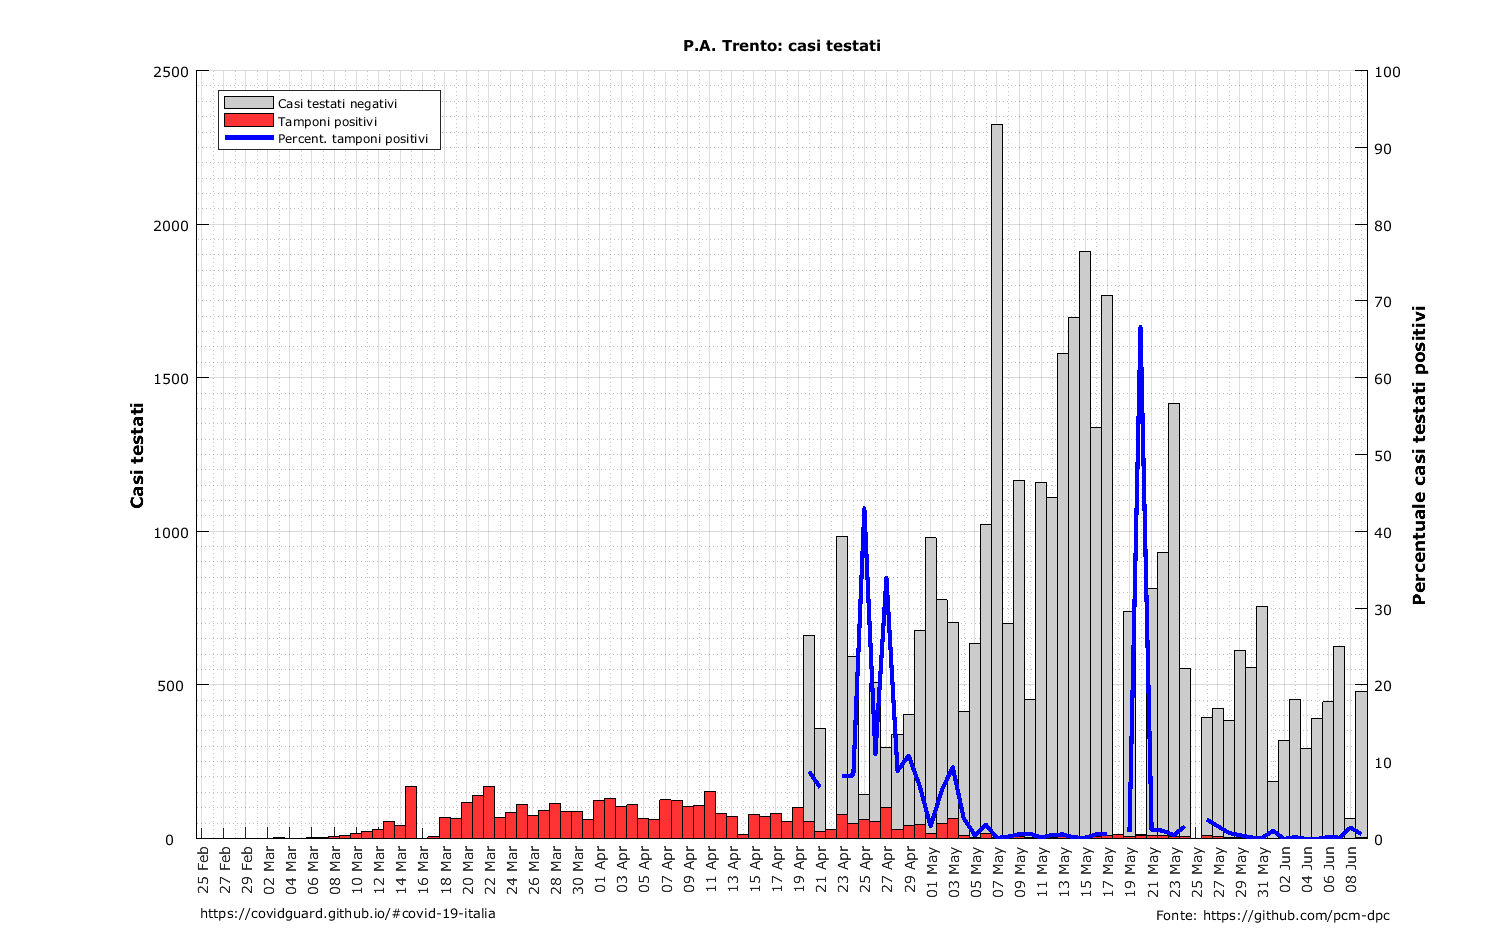 P.A. Trento: casi testati
Casi testati negativi
Tamponi positivi
Percent. tamponi positivi
Casi testati
2500
2000
1500
1000
500
0
100
90
80
70
60
50
40
30
20
10
0
Percentuale casi testati positivi
25 Feb
27 Feb
29 Feb
02 Mar
04 Mar
06 Mar
08 Mar
10 Mar
12 Mar
14 Mar
16 Mar
18 Mar
20 Mar
22 Mar
24 Mar
26 Mar
28 Mar
30 Mar
01 Apr
03 Apr
05 Apr
07 Apr
09 Apr
11 Apr
13 Apr
15 Apr
17 Apr
19 Apr
21 Apr
23 Apr
25 Apr
27 Apr
29 Apr
01 May
03 May
05 May
07 May
09 May
11 May
13 May
15 May
17 May
19 May
21 May
23 May
25 May
27 May
29 May
31 May
02 Jun
04 Jun
06 Jun
08 Jun
https://covidguard.github.io/#covid-19-italia
Fonte: https://github.com/pcm-dpc